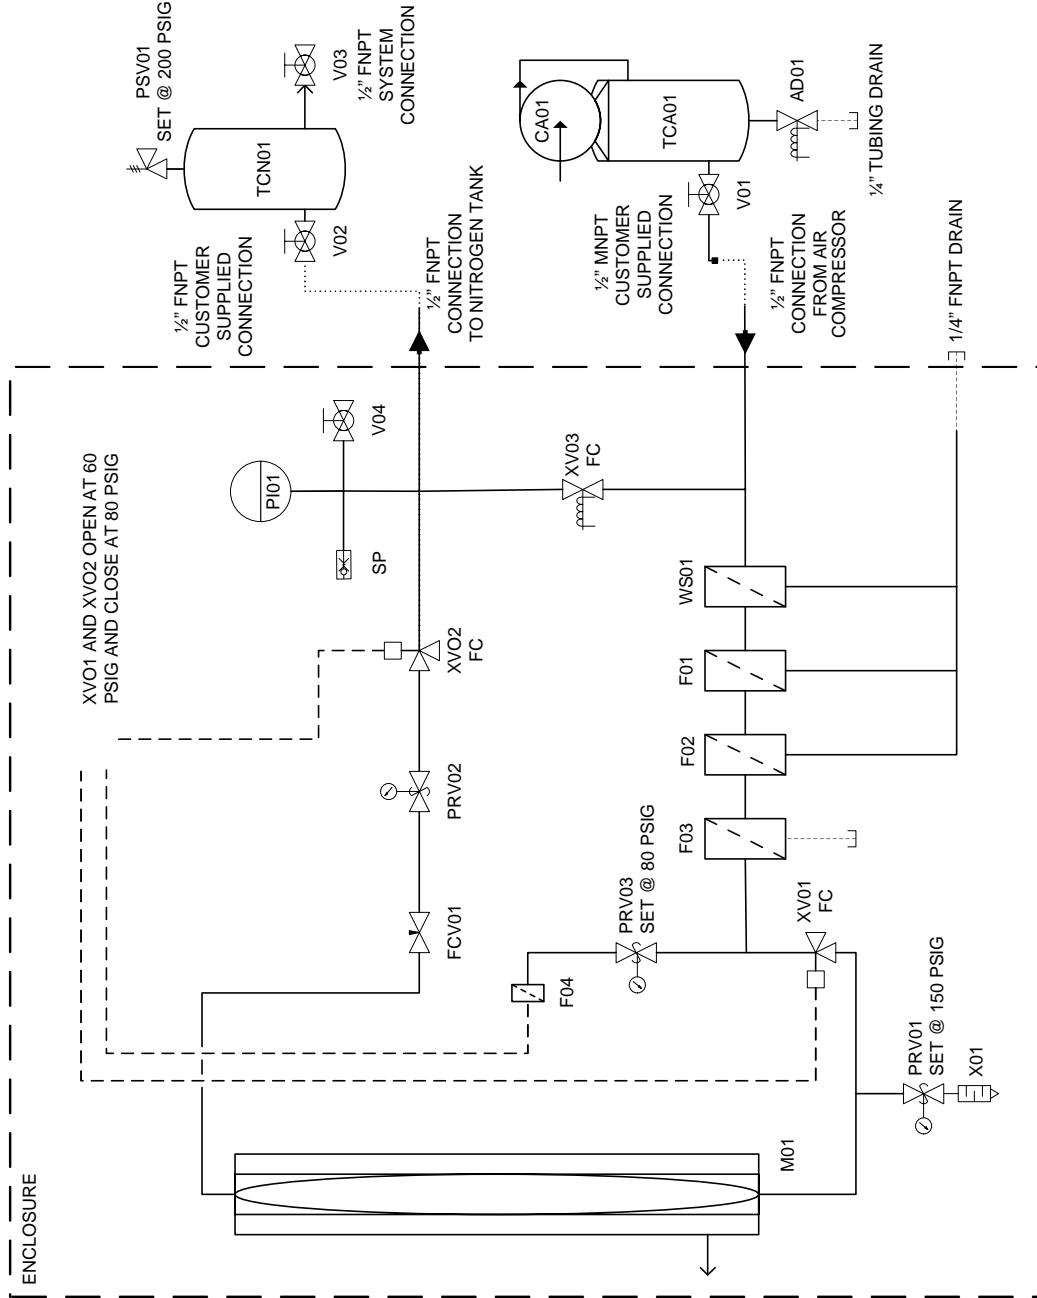 ENCLOSURE
XVO1 AND XVO2 OPEN AT 60
PSIG AND CLOSE AT 80 PSIG
PSV01
SET @ 200 PSIG
TCN01
V03
½” FNPT
SYSTEM
CONNECTION
V02
½” FNPT
CUSTOMER
SUPPLIED
CONNECTION
½” FNPT
CONNECTION
TO NITROGEN TANK
CA01
TCA01
AD01
¼” TUBING DRAIN
V01
½” MNPT
CUSTOMER
SUPPLIED
CONNECTION
½” FNPT
CONNECTION
FROM AIR
COMPRESSOR
1/4” FNPT DRAIN
PI01
V04
SP
XV03
FC
XVO2
FC
PRV02
FCV01
WS01
F01
F02
F03
PRV03
SET @ 80 PSIG
F04
XV01
FC
PRV01
SET @ 150 PSIG
X01
M01